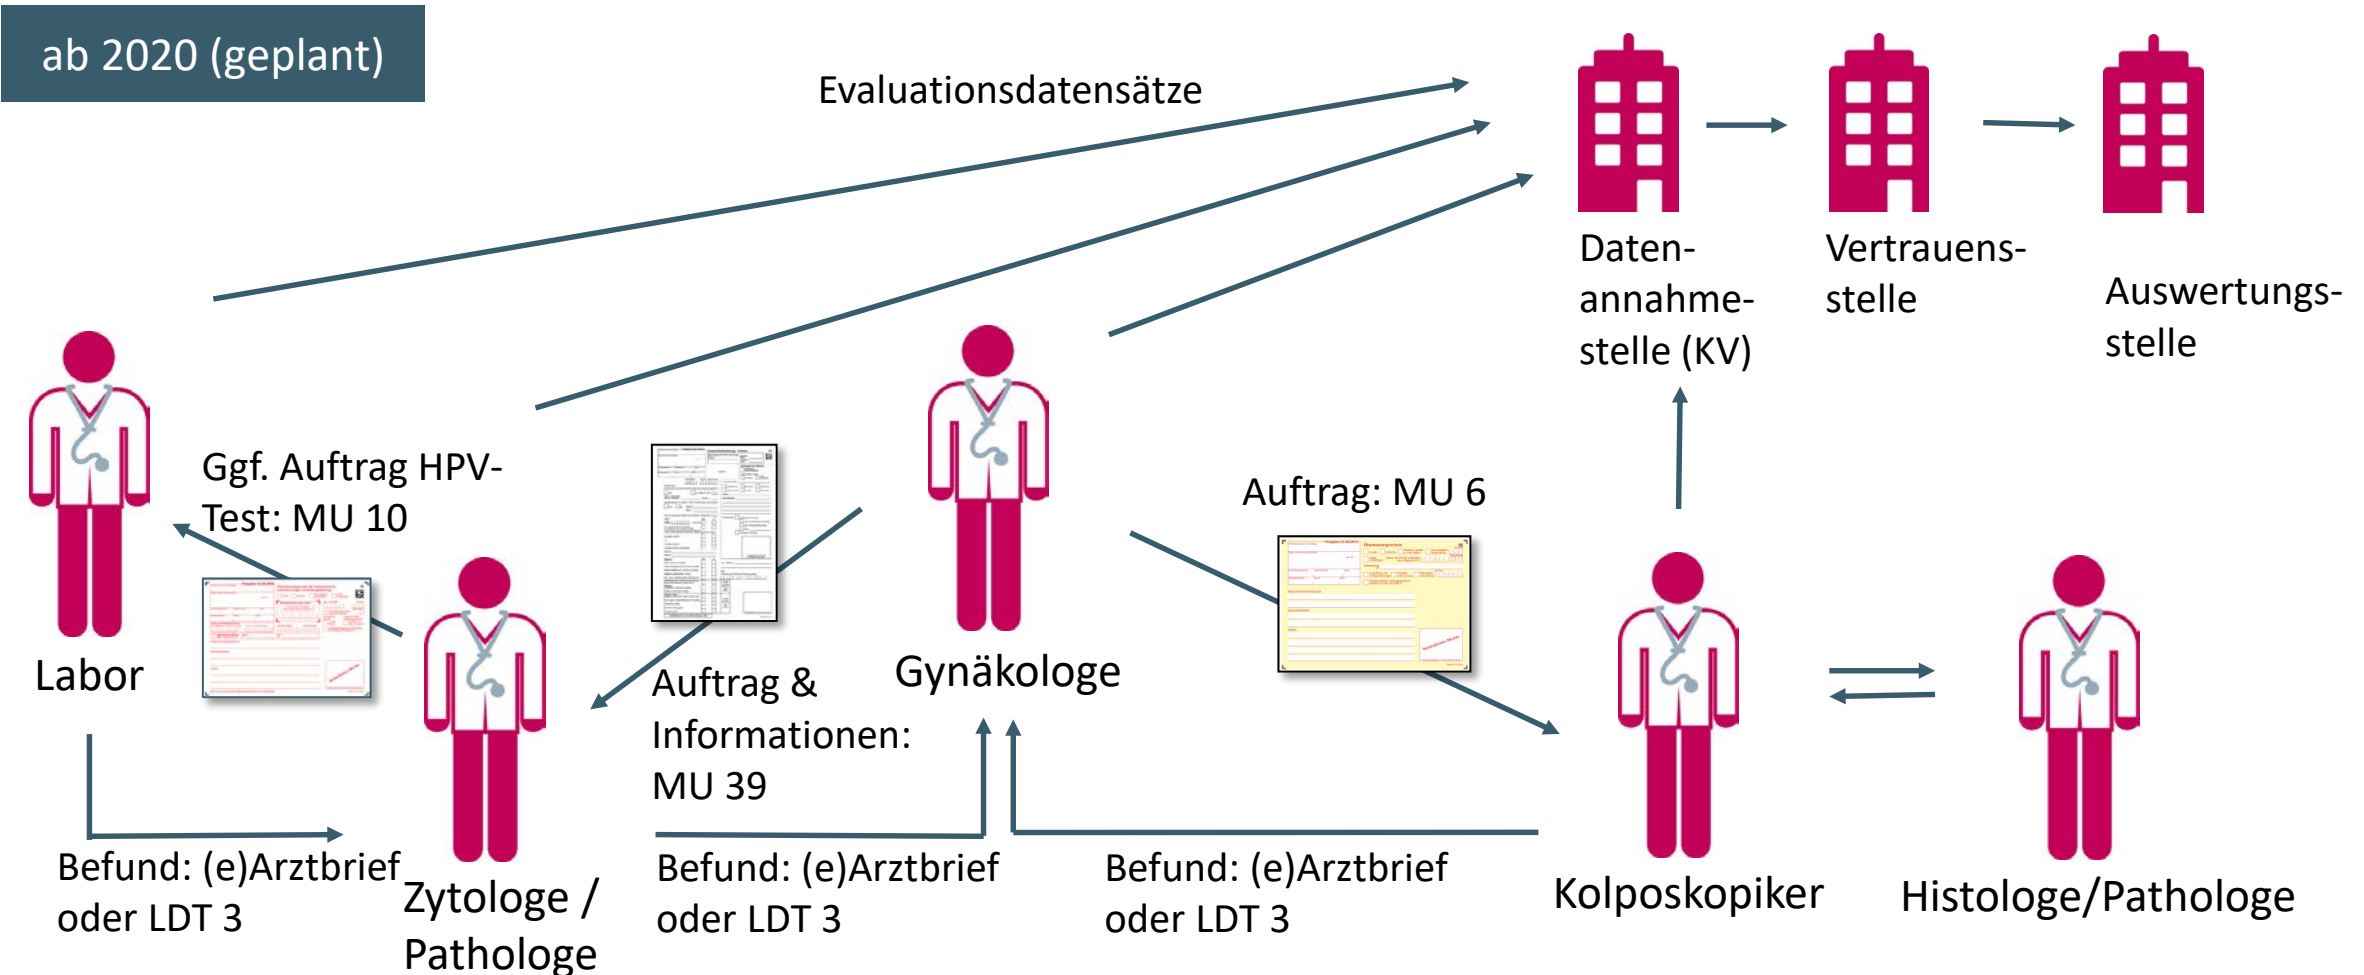 ab 2020 (geplant)
Evaluationsdatensätze
Daten-
annahme-
stelle (KV)
Vertrauens-
stelle
Auswertungs-
stelle
Ggf. Auftrag HPV-
Test: MU 10
Auftrag: MU 6
Labor
Auftrag &
Informationen:
MU 39
Gynäkologe
Befund: (e)Arztbrief
oder LDT 3
Zytologe /
Pathologe
Befund: (e)Arztbrief
oder LDT 3
Befund: (e)Arztbrief
oder LDT 3
Kolposkopiker
Histologe/Pathologe